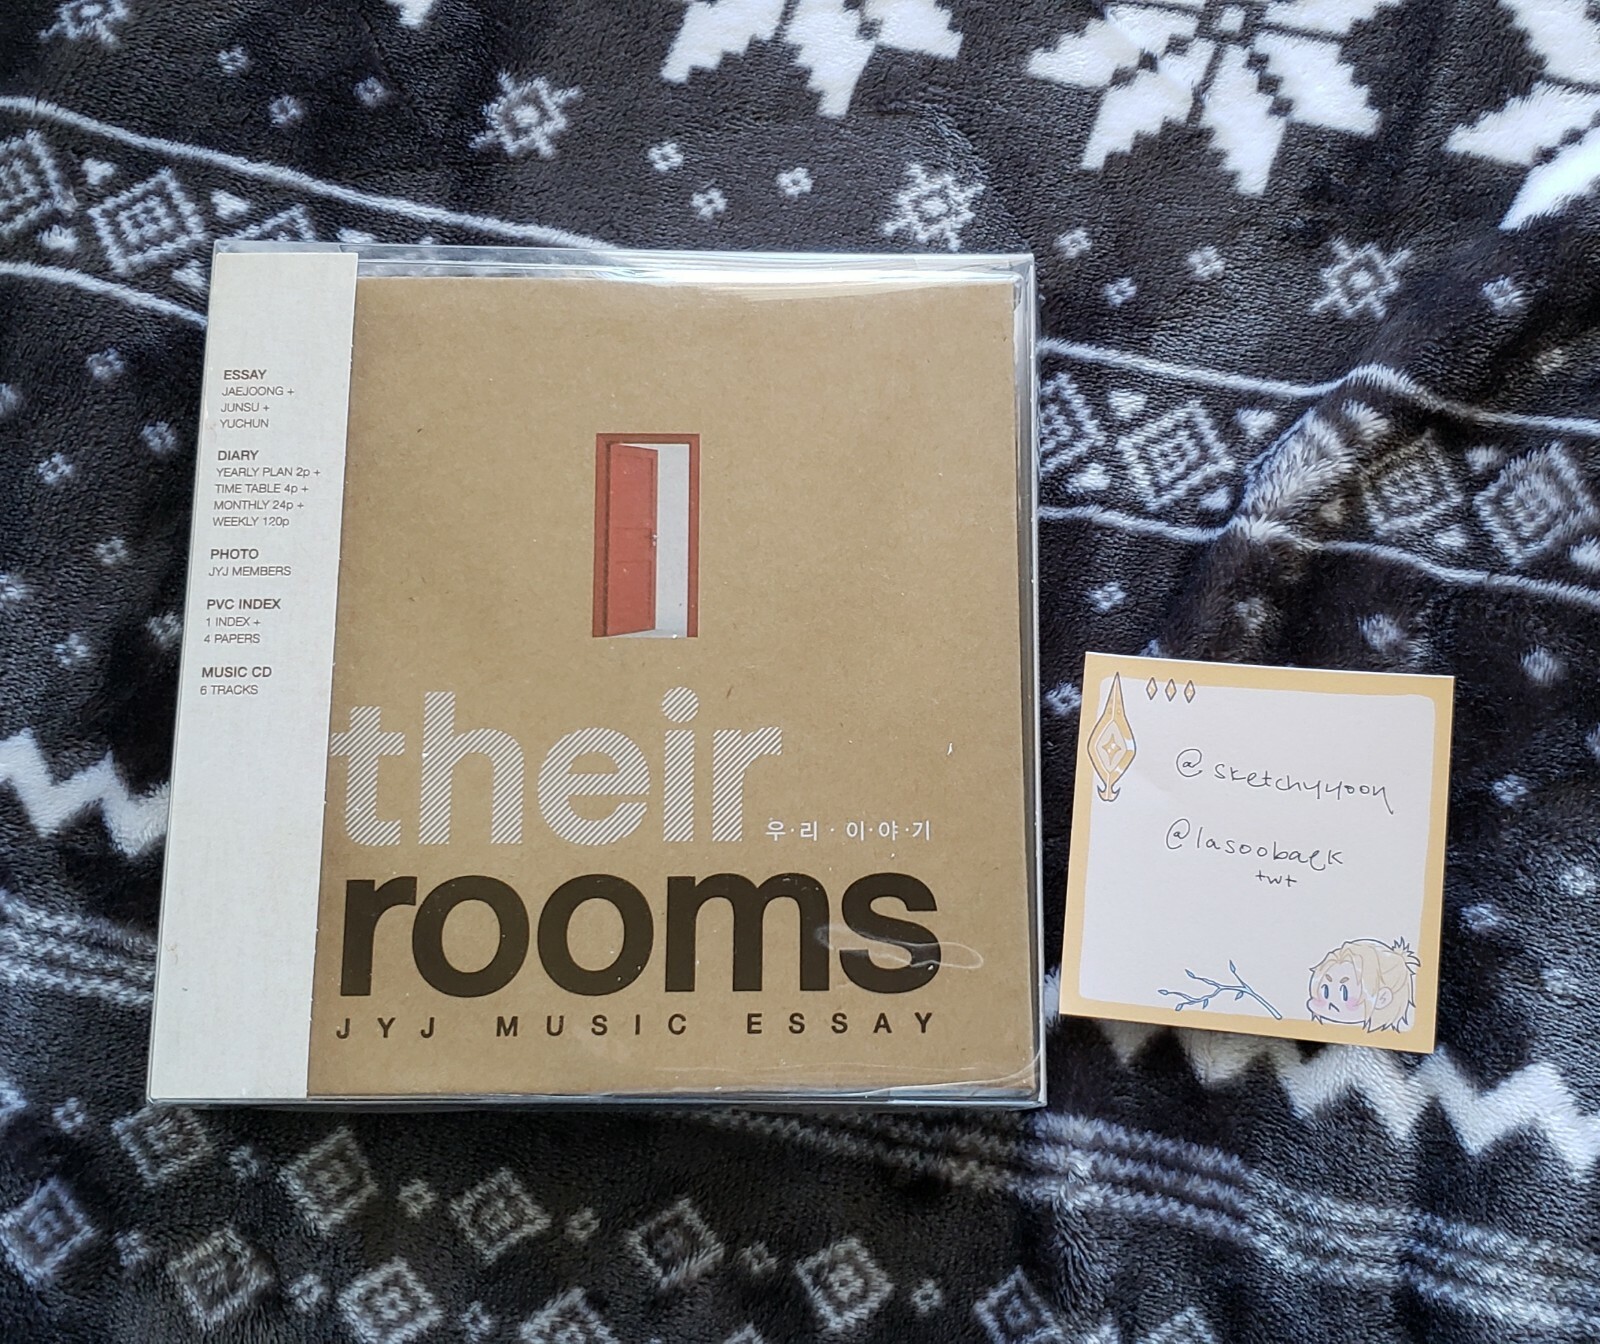 ESSAY
JAEJOONG +
JUNSU +
YUCHUN
DIARY
YEARLY PLAN 2p +
TIME TABLE 4p +
MONTHLY 24p +
WEEKLY 120p
PHOTO
JYJ MEMBERS
PVC INDEX
1 INDEX +
4 PAPERS
MUSIC CD
6 TRACKS
their
우·리·이·야·기
rooms
JYJ MUSIC ESSAY
@sketchyyoon
@lasoobaek
twt